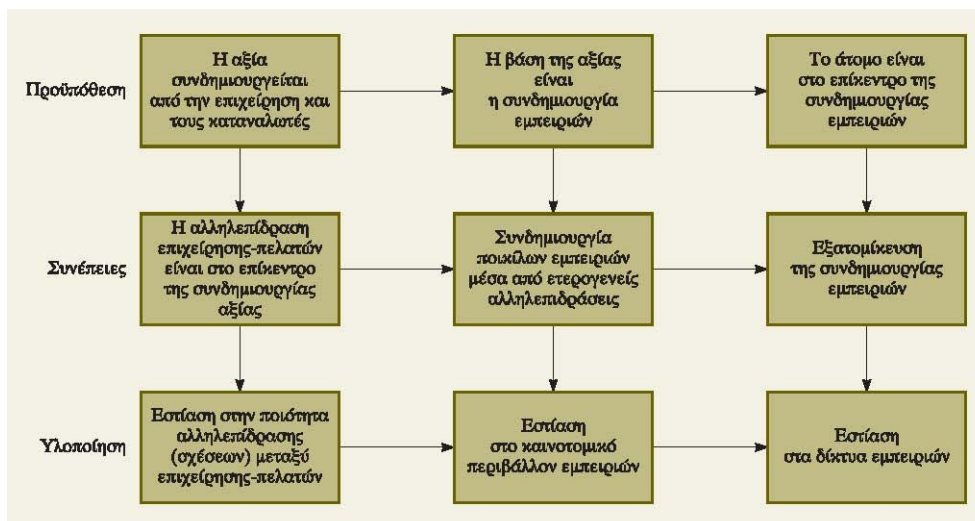 Προϋπόθεση
Η αξία
συνδημιουργείται
από την επιχείρηση και
τους καταναλωτές
Η βάση της αξίας
είναι
η συνδημιουργία
εμπειριών
Το άτομο είναι
στο επίκεντρο της
συνδημιουργίας
εμπειριών
Συνέπειες
Η αλληλεπίδραση
επιχείρησης-πελατών
είναι στο επίκεντρο
της συνδημιουργίας
αξίας
Συνδημιουργία
ποικίλων εμπειριών
μέσα από ετερογενείς
αλληλεπιδράσεις
Εξατομίκευση
της συνδημιουργίας
εμπειριών
Υλοποίηση
Εστίαση στην ποιότητα
αλληλεπίδρασης
(σχέσεων) μεταξύ
επιχείρησης-πελατών
Εστίαση
στο καινοτομικό
περιβάλλον εμπειριών
Εστίαση
στα δίκτυα εμπειριών